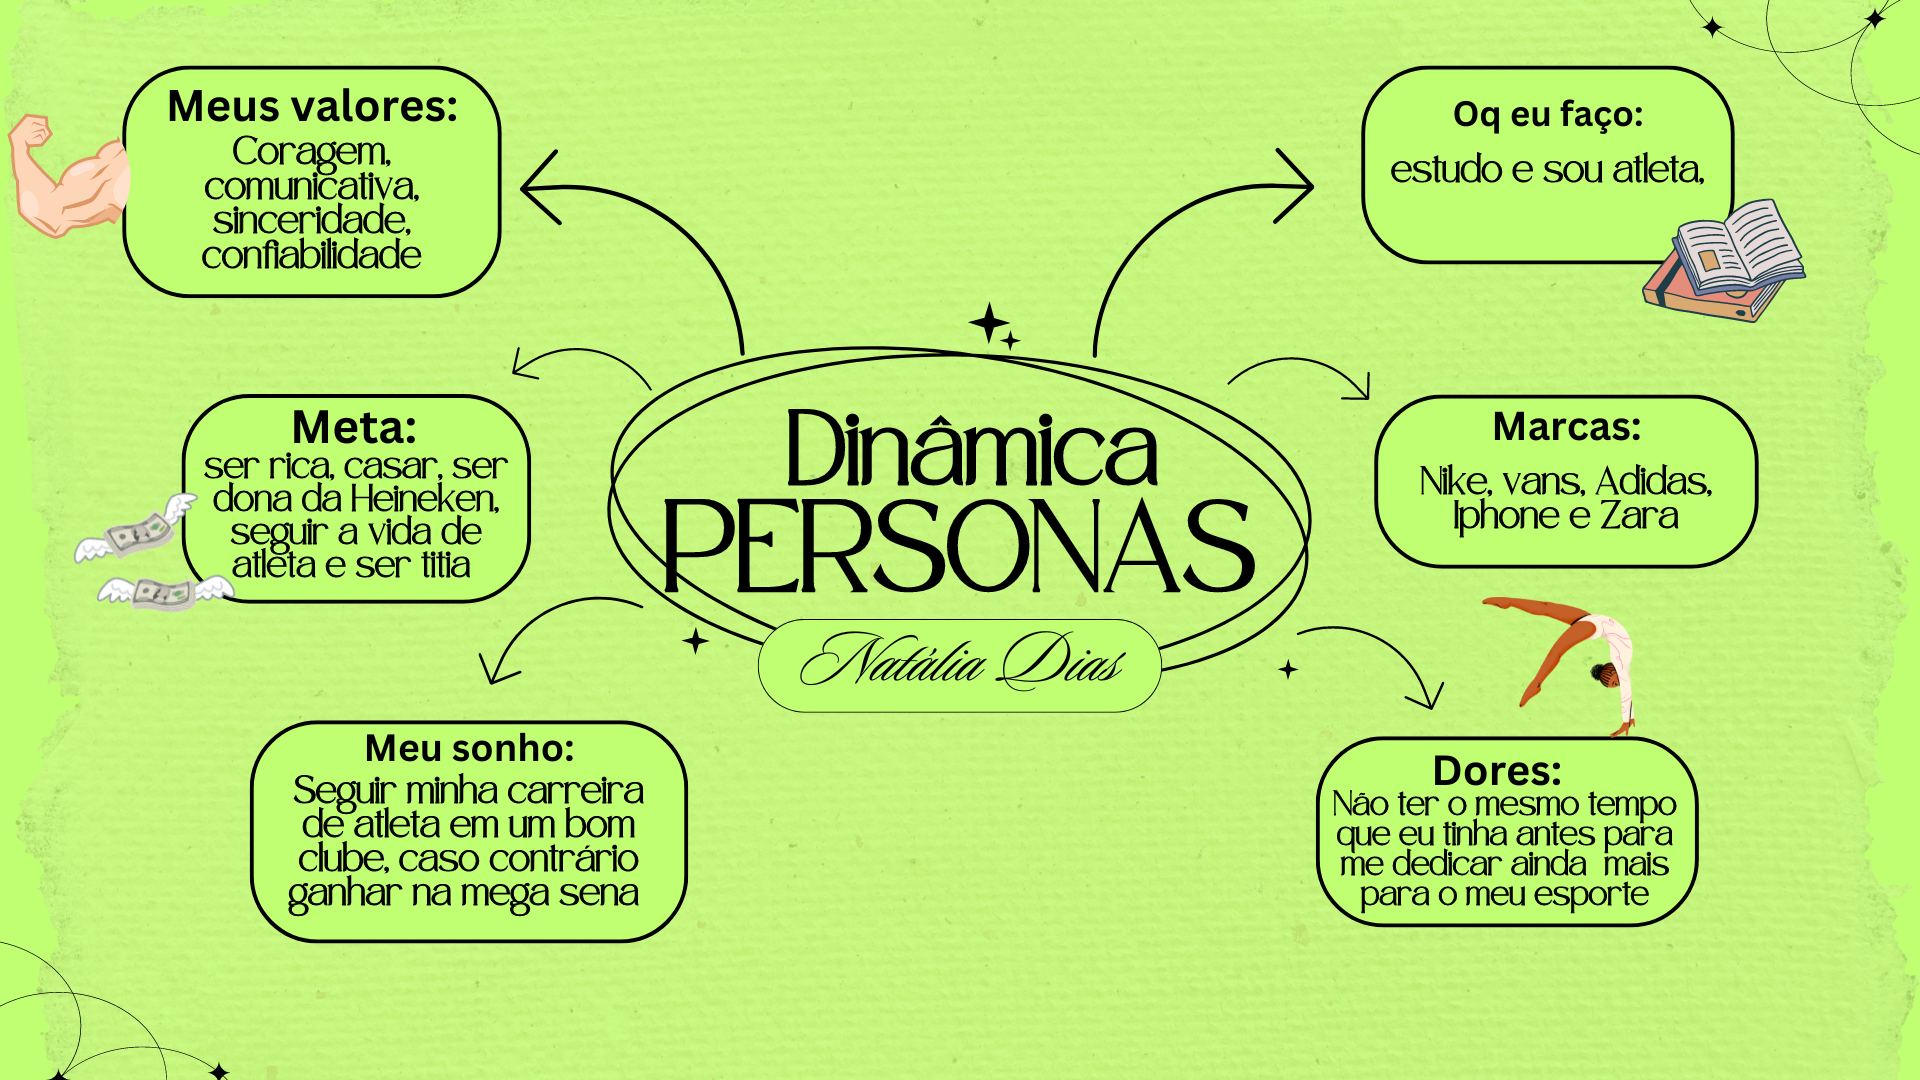 Meus valores:
Coragem,
comunicativa,
sinceridade,
confiabilidade
Oq eu faço:
estudo e sou atleta,
Meta:
ser rica, casar, ser
dona da Heineken,
seguir a vida de
atleta e ser titia
Dinâmica
PERSONAS
Natália Dias
Marcas:
Nike, vans, Adidas,
Iphone e Zara
Meu sonho:
Seguir minha carreira
de atleta em um bom
clube, caso contrário
ganhar na mega sena
Dores:
Não ter o mesmo tempo
que eu tinha antes para
me dedicar ainda  mais
para o meu esporte